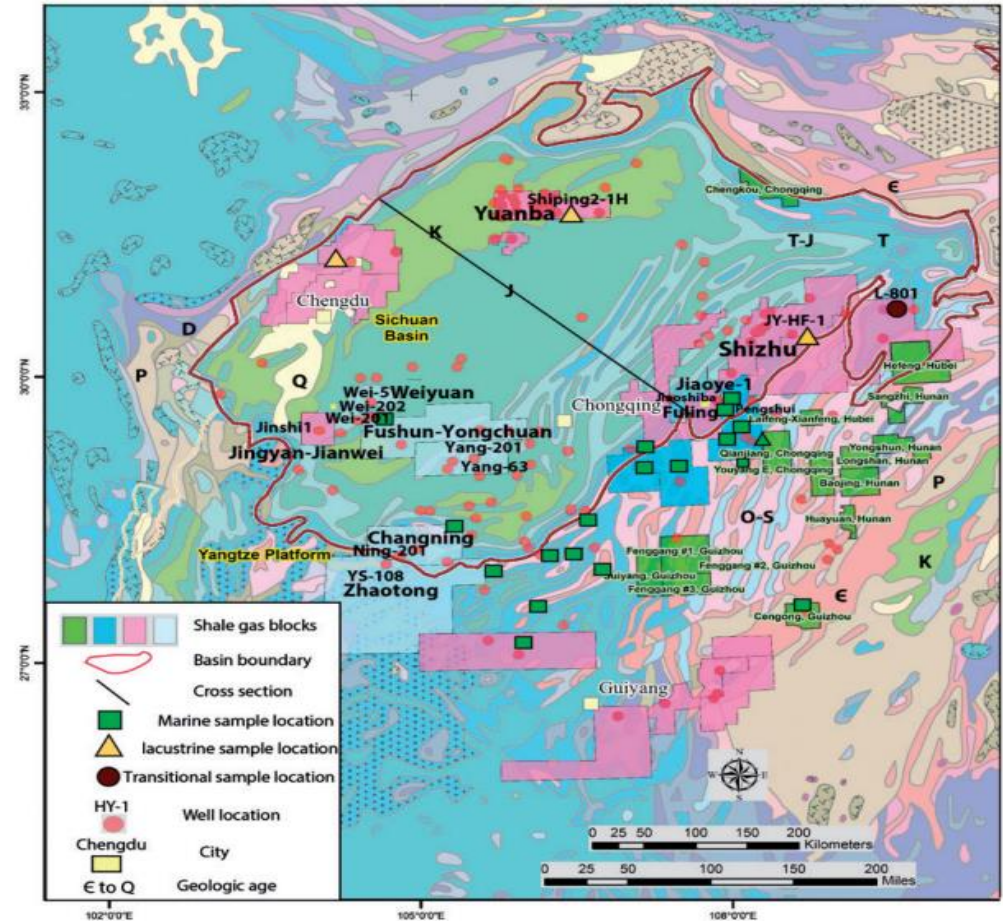 33°0'0"N
30°0'0"N
27°0'0"N
102°0'0"E
105°0'0"E
108°0'0"E
Chengkou, Chongqing
Є
Shiping2-1H
Yuanba
K
T-J
T
J
L-801
Chengdu
Sichuan
Basin
JY-HF-1
Shizhu
D
P
Q
Hefeng, Hubei
Jiaoye-1
Jiaoshiba
Fuling
Pengshui
Sangzhi, Hunan
Laifeng-Xianfeng, Hubei
Wei-5
Weiyuan
Wei-202
Wei-201
Chongqing
Jinshi1
Fushun-Yongchuan
Jingyan-Jianwei
Yang-201
Yang-63
Qianjiang, Chongqing
Youyang E, Chongqing
Yongshun, Hunan
Longshan, Hunan
Baojing, Hunan
P
O-S
Huayuan, Hunan
Changning
Ning-201
Yangtze Platform
YS-108
Zhaotong
Fenggang #1, Guizhou
Fenggang #2, Guizhou
Suiyang, Guizhou
Fenggang #3, Guizhou
K
Є
Cengong, Guizhou
Guiyang
Shale gas blocks
Basin boundary
Cross section
Marine sample location
lacustrine sample location
Transitional sample location
HY-1
Well location
Chengdu
City
Є to Q
Geologic age
N
W E
S
0 25 50 100 150 200
Kilometers
0 25 50 100 150 200
Miles